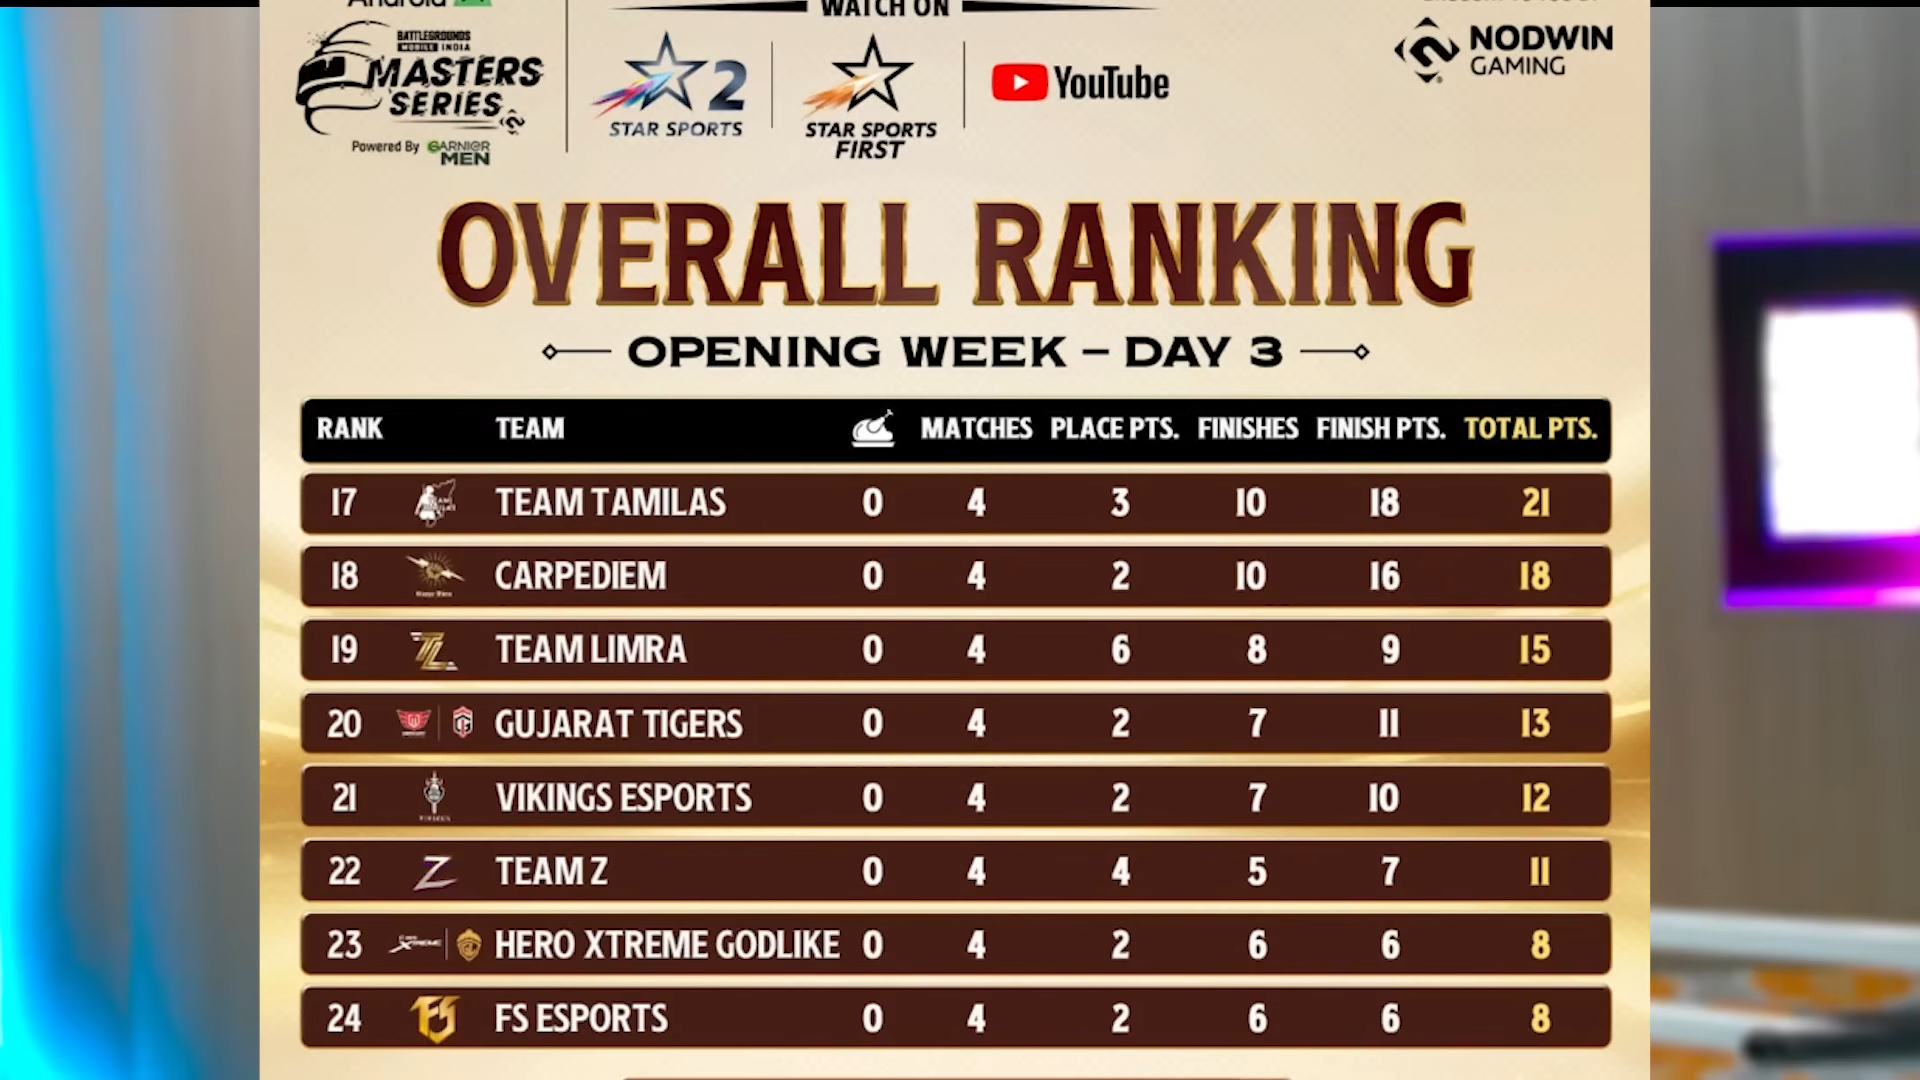 Android
WATCH ON
BATTLEGROUNDS
MOBILE INDIA
MASTERS
SERIES
Powered By GARNIER
MEN
2
STAR SPORTS
STAR SPORTS
FIRST
YouTube
NODWIN
GAMING
OVERALL RANKING
OPENING WEEK – DAY 3
RANK TEAM MATCHES PLACE PTS. FINISHES FINISH PTS. TOTAL PTS.
17 TEAM TAMILAS 0 4 3 10 18 21
18 CARPEDIEM 0 4 2 10 16 18
19 TEAM LIMRA 0 4 6 8 9 15
20 GUJARAT TIGERS 0 4 2 7 11 13
21 VIKINGS ESPORTS 0 4 2 7 10 12
22 Z TEAM Z 0 4 4 5 7 11
23 XTREME HERO XTREME GODLIKE 0 4 2 6 6 8
24 FS FS ESPORTS 0 4 2 6 6 8